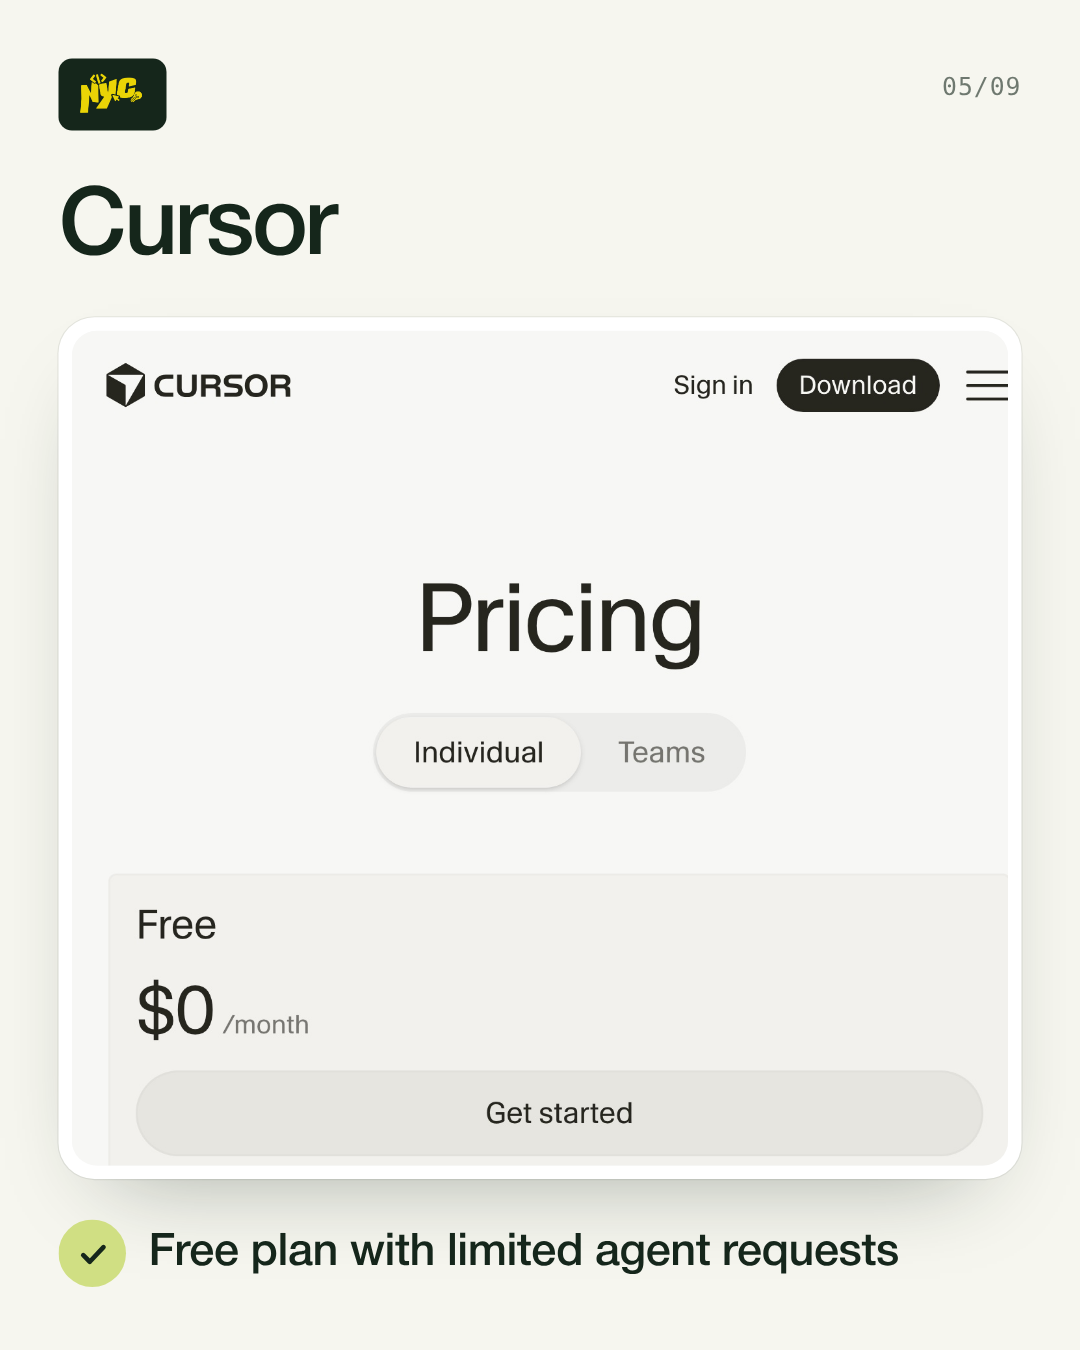 NYC
05/09
Cursor
CURSOR
Sign in
Download
Pricing
Individual
Teams
Free
$0 /month
Get started
Free plan with limited agent requests